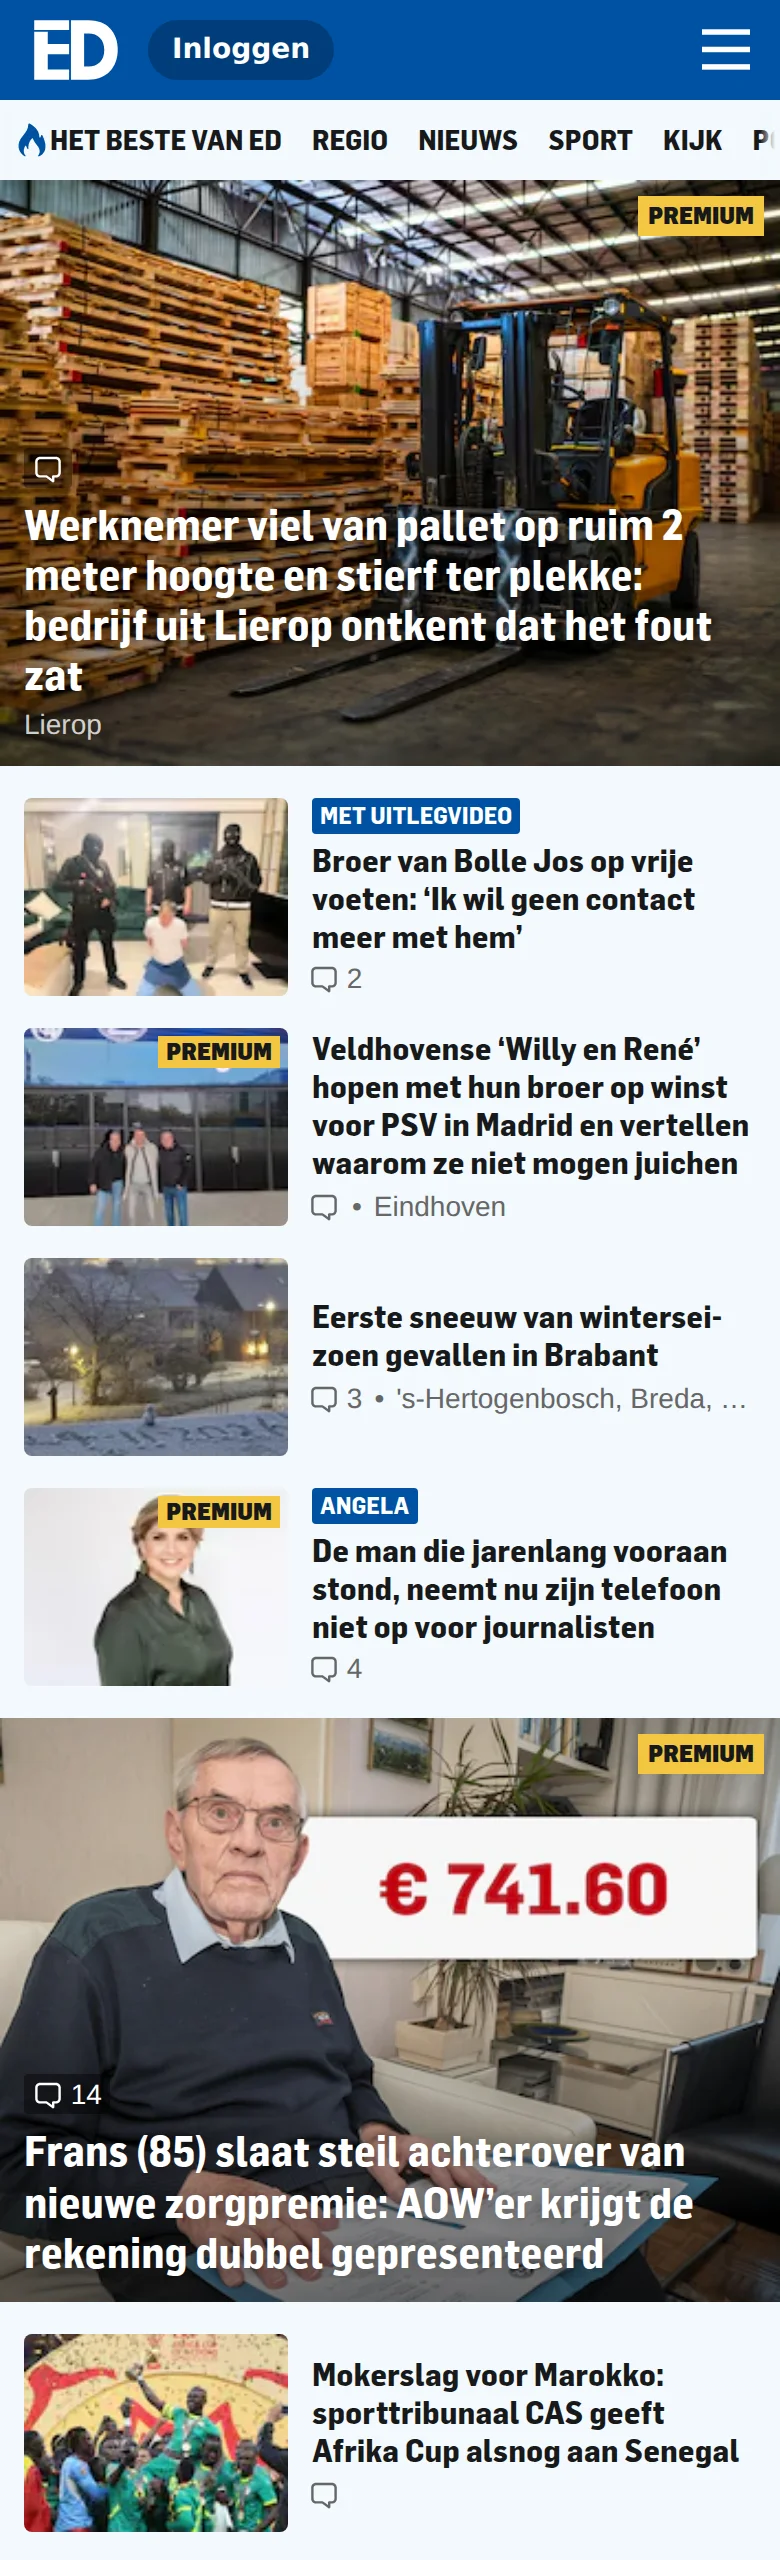 ED
Inloggen
HET BESTE VAN ED REGIO NIEUWS SPORT KIJK
PREMIUM
Werknemer viel van pallet op ruim 2
meter hoogte en stierf ter plekke:
bedrijf uit Lierop ontkent dat het fout
zat
Lierop
MET UITLEGVIDEO
Broer van Bolle Jos op vrije
voeten: ‘Ik wil geen contact
meer met hem’
2
PREMIUM
Veldhovense ‘Willy en René’
hopen met hun broer op winst
voor PSV in Madrid en vertellen
waarom ze niet mogen juichen
• Eindhoven
Eerste sneeuw van wintersei-
zoen gevallen in Brabant
3 • 's-Hertogenbosch, Breda, ...
PREMIUM
ANGELA
De man die jarenlang vooraan
stond, neemt nu zijn telefoon
niet op voor journalisten
4
PREMIUM
€ 741.60
14
Frans (85) slaat steil achterover van
nieuwe zorgpremie: AOW’er krijgt de
rekening dubbel gepresenteerd
Mokerslag voor Marokko:
sporttribunaal CAS geeft
Afrika Cup alsnog aan Senegal